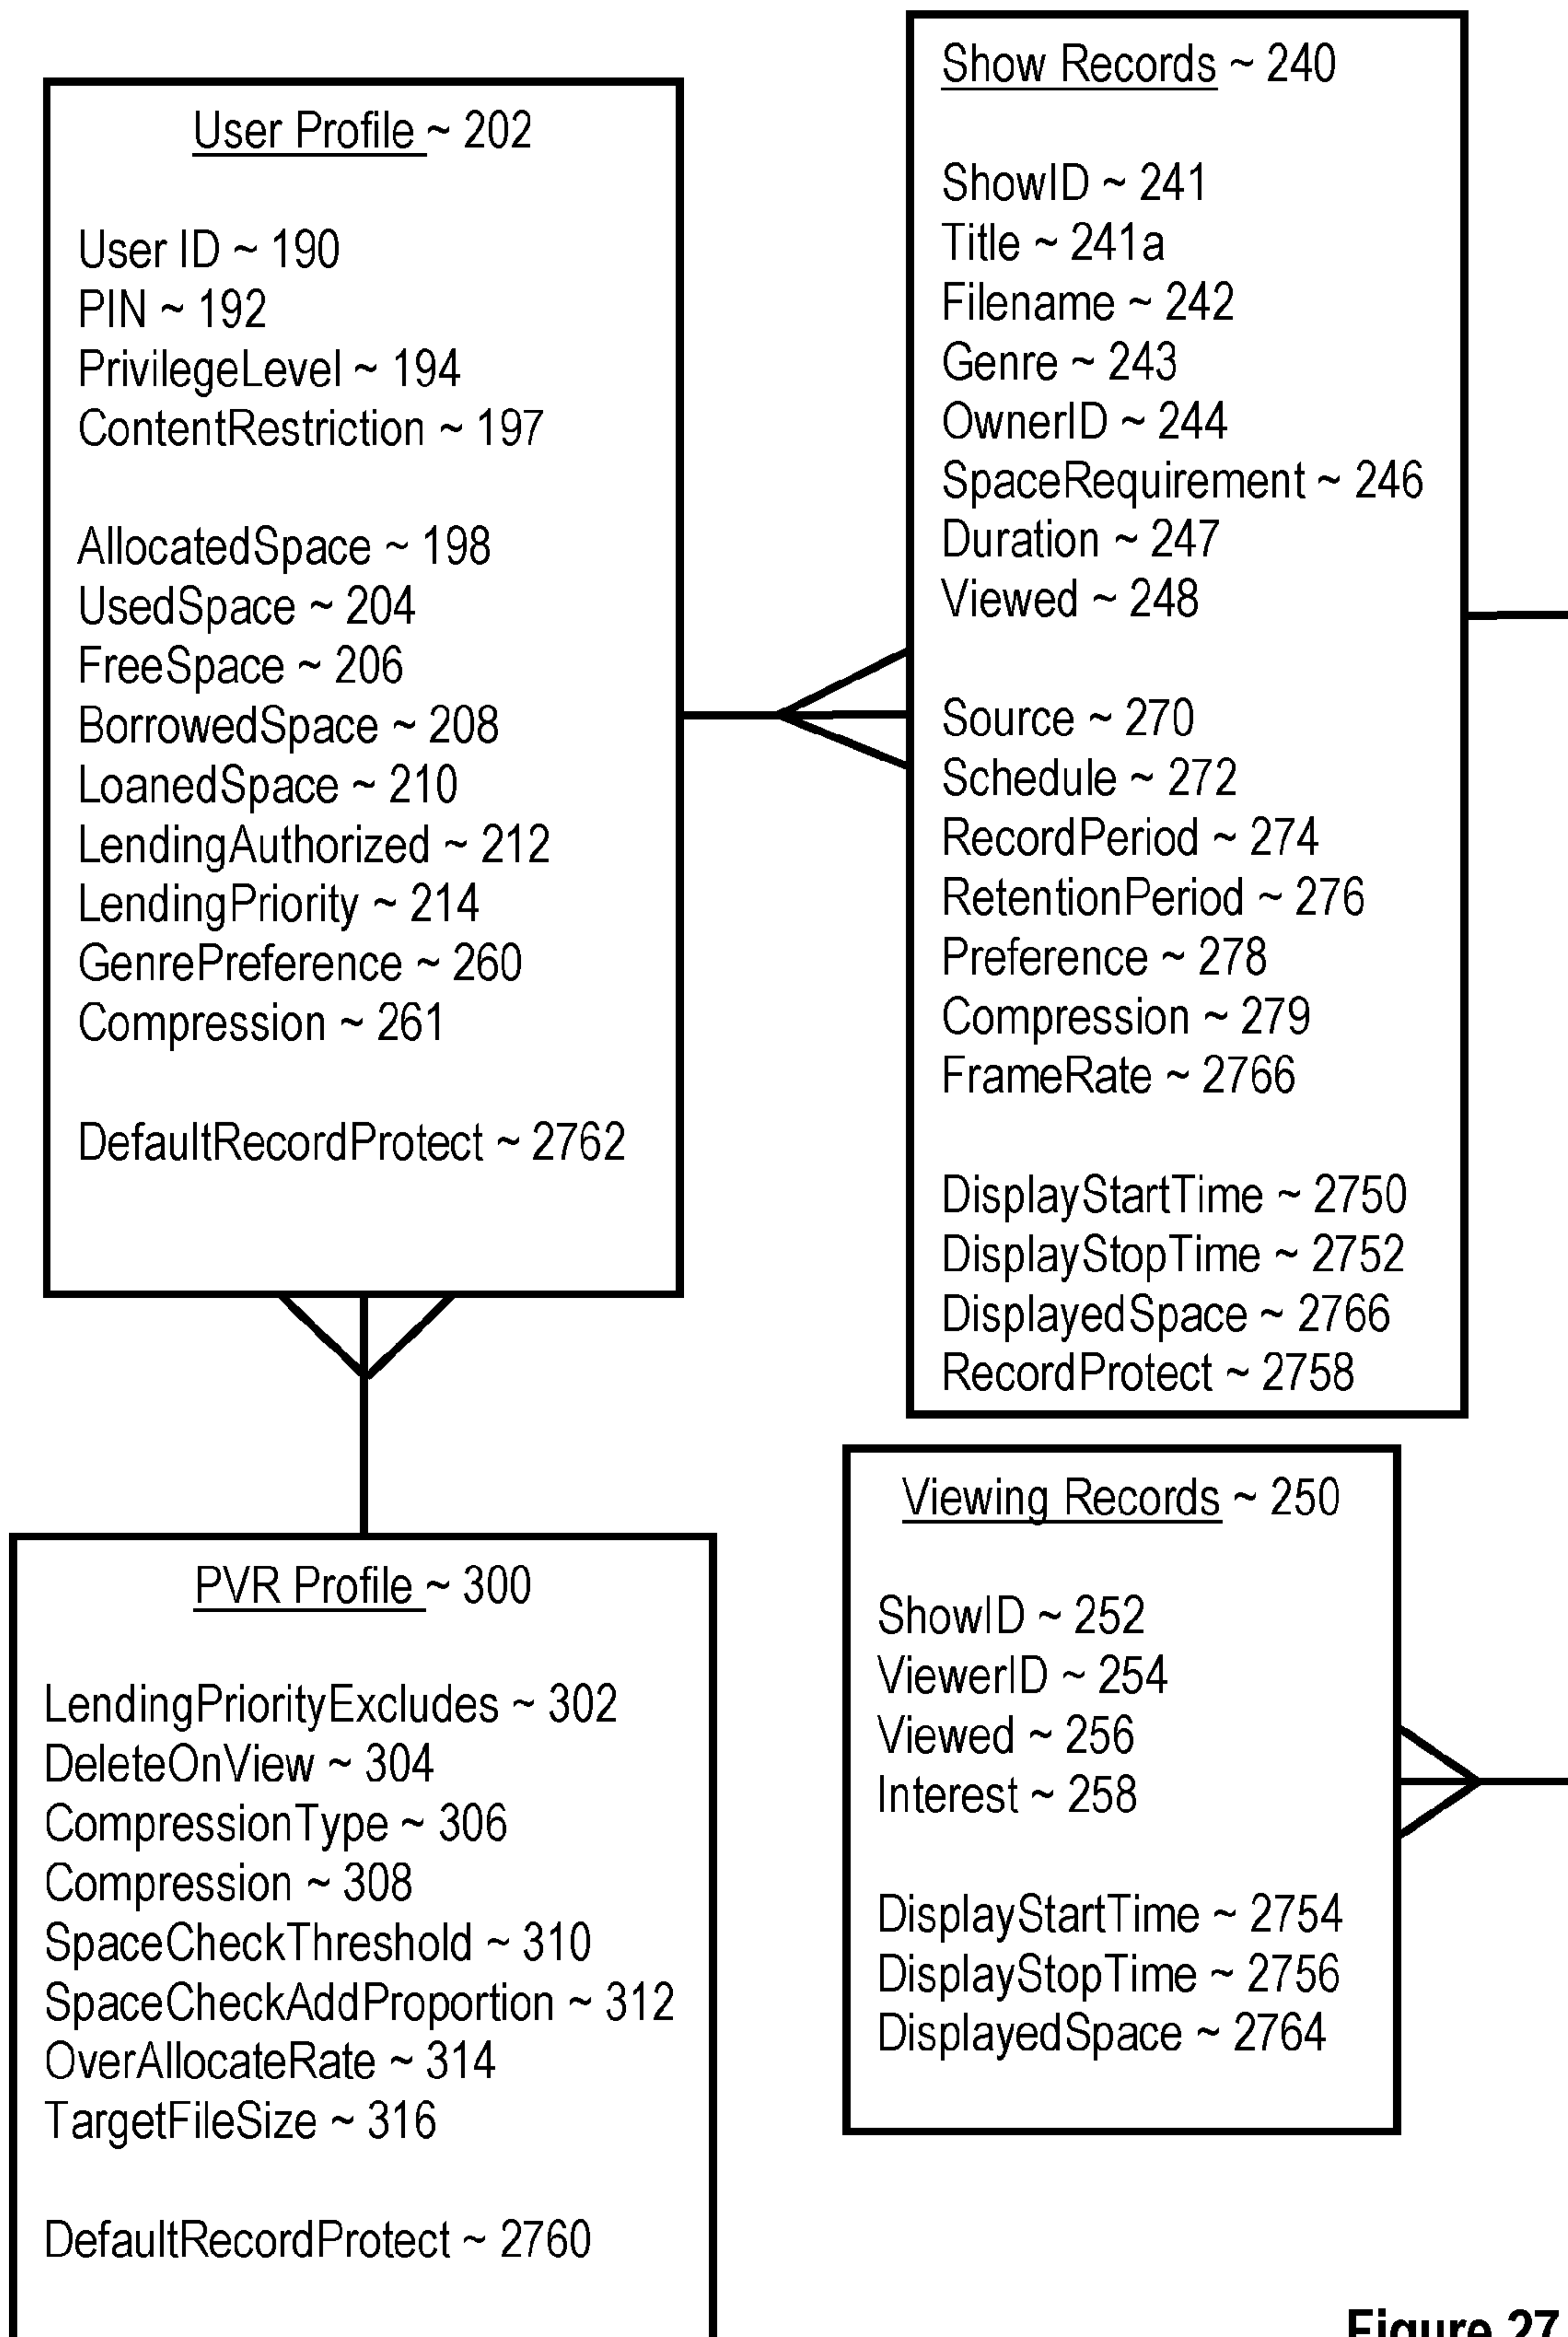 User Profile ~ 202
User ID ~ 190
PIN ~ 192
PrivilegeLevel ~ 194
ContentRestriction ~ 197
AllocatedSpace ~ 198
UsedSpace ~ 204
FreeSpace ~ 206
BorrowedSpace ~ 208
LoanedSpace ~ 210
LendingAuthorized ~ 212
LendingPriority ~ 214
GenrePreference ~ 260
Compression ~ 261
DefaultRecordProtect ~ 2762
Show Records ~ 240
ShowID ~ 241
Title ~ 241a
Filename ~ 242
Genre ~ 243
OwnerID ~ 244
SpaceRequirement ~ 246
Duration ~ 247
Viewed ~ 248
Source ~ 270
Schedule ~ 272
RecordPeriod ~ 274
RetentionPeriod ~ 276
Preference ~ 278
Compression ~ 279
FrameRate ~ 2766
DisplayStartTime ~ 2750
DisplayStopTime ~ 2752
DisplayedSpace ~ 2766
RecordProtect ~ 2758
PVR Profile ~ 300
LendingPriorityExcludes ~ 302
DeleteOnView ~ 304
CompressionType ~ 306
Compression ~ 308
SpaceCheckThreshold ~ 310
SpaceCheckAddProportion ~ 312
OverAllocateRate ~ 314
TargetFileSize ~ 316
DefaultRecordProtect ~ 2760
Viewing Records ~ 250
ShowID ~ 252
ViewerID ~ 254
Viewed ~ 256
Interest ~ 258
DisplayStartTime ~ 2754
DisplayStopTime ~ 2756
DisplayedSpace ~ 2764
Figure 27